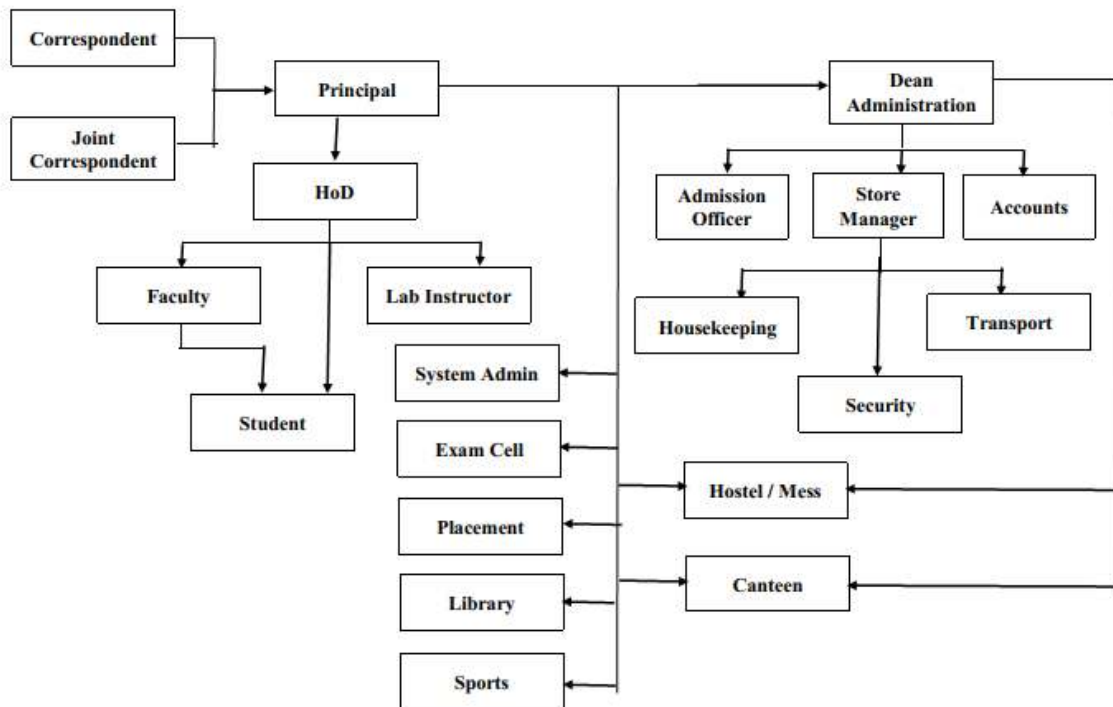 Correspondent
Principal
Dean
Administration
Joint
Correspondent
HoD
Admission
Officer
Store
Manager
Accounts
Faculty
Lab Instructor
Housekeeping
Transport
System Admin
Student
Security
Exam Cell
Hostel / Mess
Placement
Canteen
Library
Sports